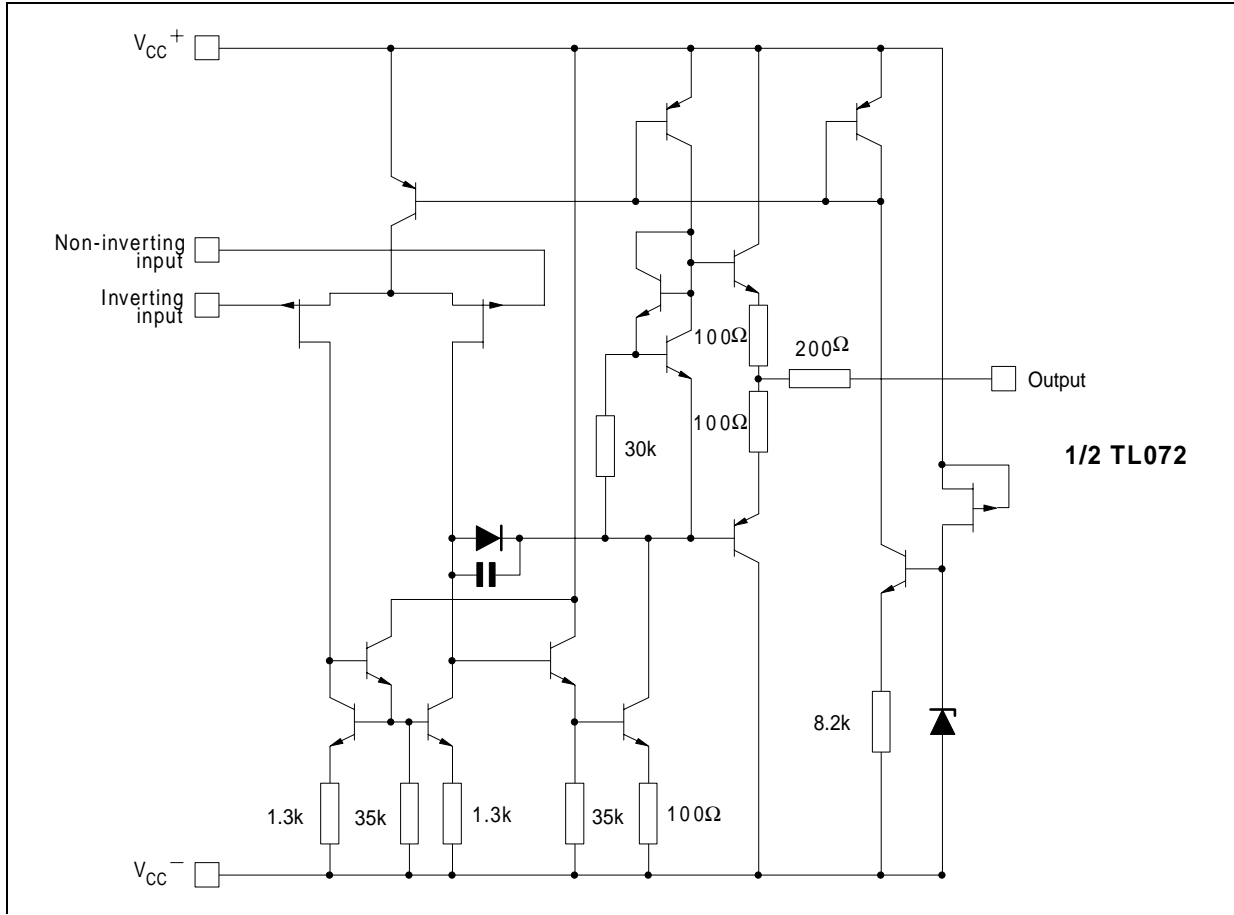 VCC+
Non-inverting
input
Inverting
input
100Ω
200Ω
Output
100Ω
30k
1/2 TL072
8.2k
1.3k
35k
1.3k
35k
100Ω
VCC−